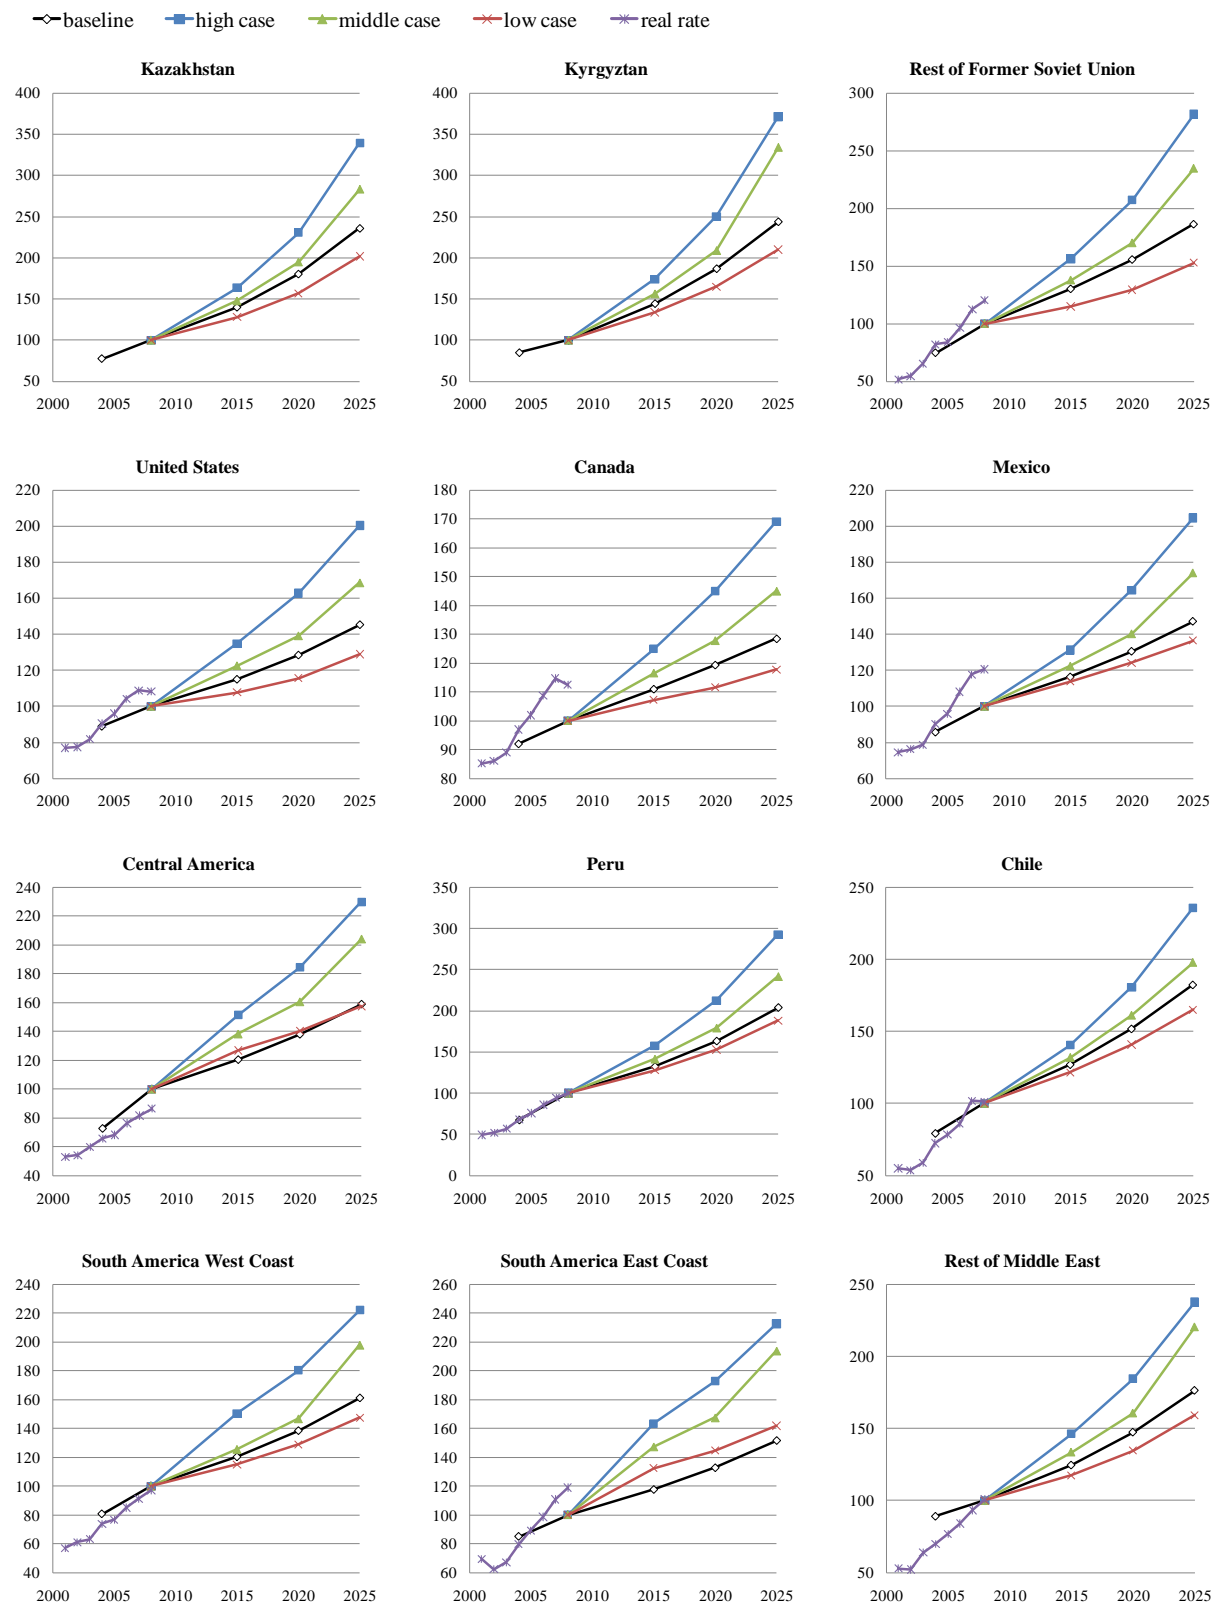 baseline high case middle case low case real rate
Kazakhstan Kyrgyztan Rest of Former Soviet Union
400 400 300
350 350
300 300 250
250 250 200
200 200
150 150 150
100 100 100
50 50 50
2000 2005 2010 2015 2020 2025 2000 2005 2010 2015 2020 2025 2000 2005 2010 2015 2020 2025
United States Canada Mexico
220 180 220
200 170 200
180 160 180
160 150 160
140 140 140
120 130 120
100 120 100
80 110 80
60 100 60
90
80
2000 2005 2010 2015 2020 2025 2000 2005 2010 2015 2020 2025 2000 2005 2010 2015 2020 2025
Central America Peru Chile
240 350 250
220 300
200 250 200
180 200
160 150 150
140 100
120 50 100
100 0
80 50
60
40
2000 2005 2010 2015 2020 2025 2000 2005 2010 2015 2020 2025 2000 2005 2010 2015 2020 2025
South America West Coast South America East Coast Rest of Middle East
240 260 250
220 240
200 220 200
180 200
160 180 150
140 160
120 140 100
100 120
80 100 50
60 80
40 60
2000 2005 2010 2015 2020 2025 2000 2005 2010 2015 2020 2025 2000 2005 2010 2015 2020 2025